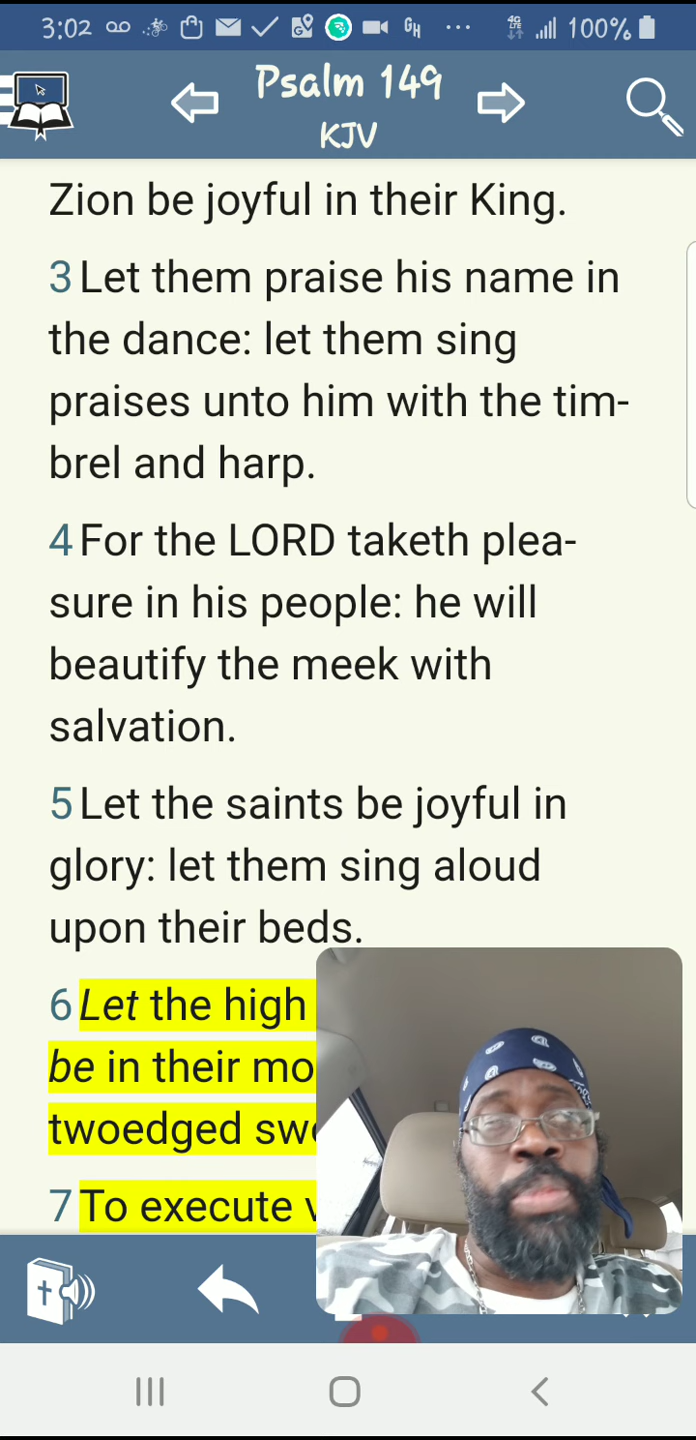 3:02
GH
4G
LTE
100%
Psalm 149
KJV
Zion be joyful in their King.
3 Let them praise his name in
the dance: let them sing
praises unto him with the tim-
brel and harp.
4 For the LORD taketh plea-
sure in his people: he will
beautify the meek with
salvation.
5 Let the saints be joyful in
glory: let them sing aloud
upon their beds.
6 Let the high
be in their
twoedged
7 To execute